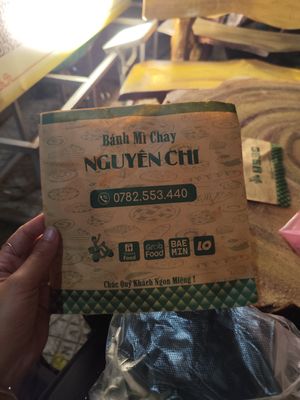 Bánh Mì Chay
NGUYÊN CHI
0782.553.440
Food
Grab
Food
BAE
MIN
LO
Chúc Quý Khách Ngon Miệng !